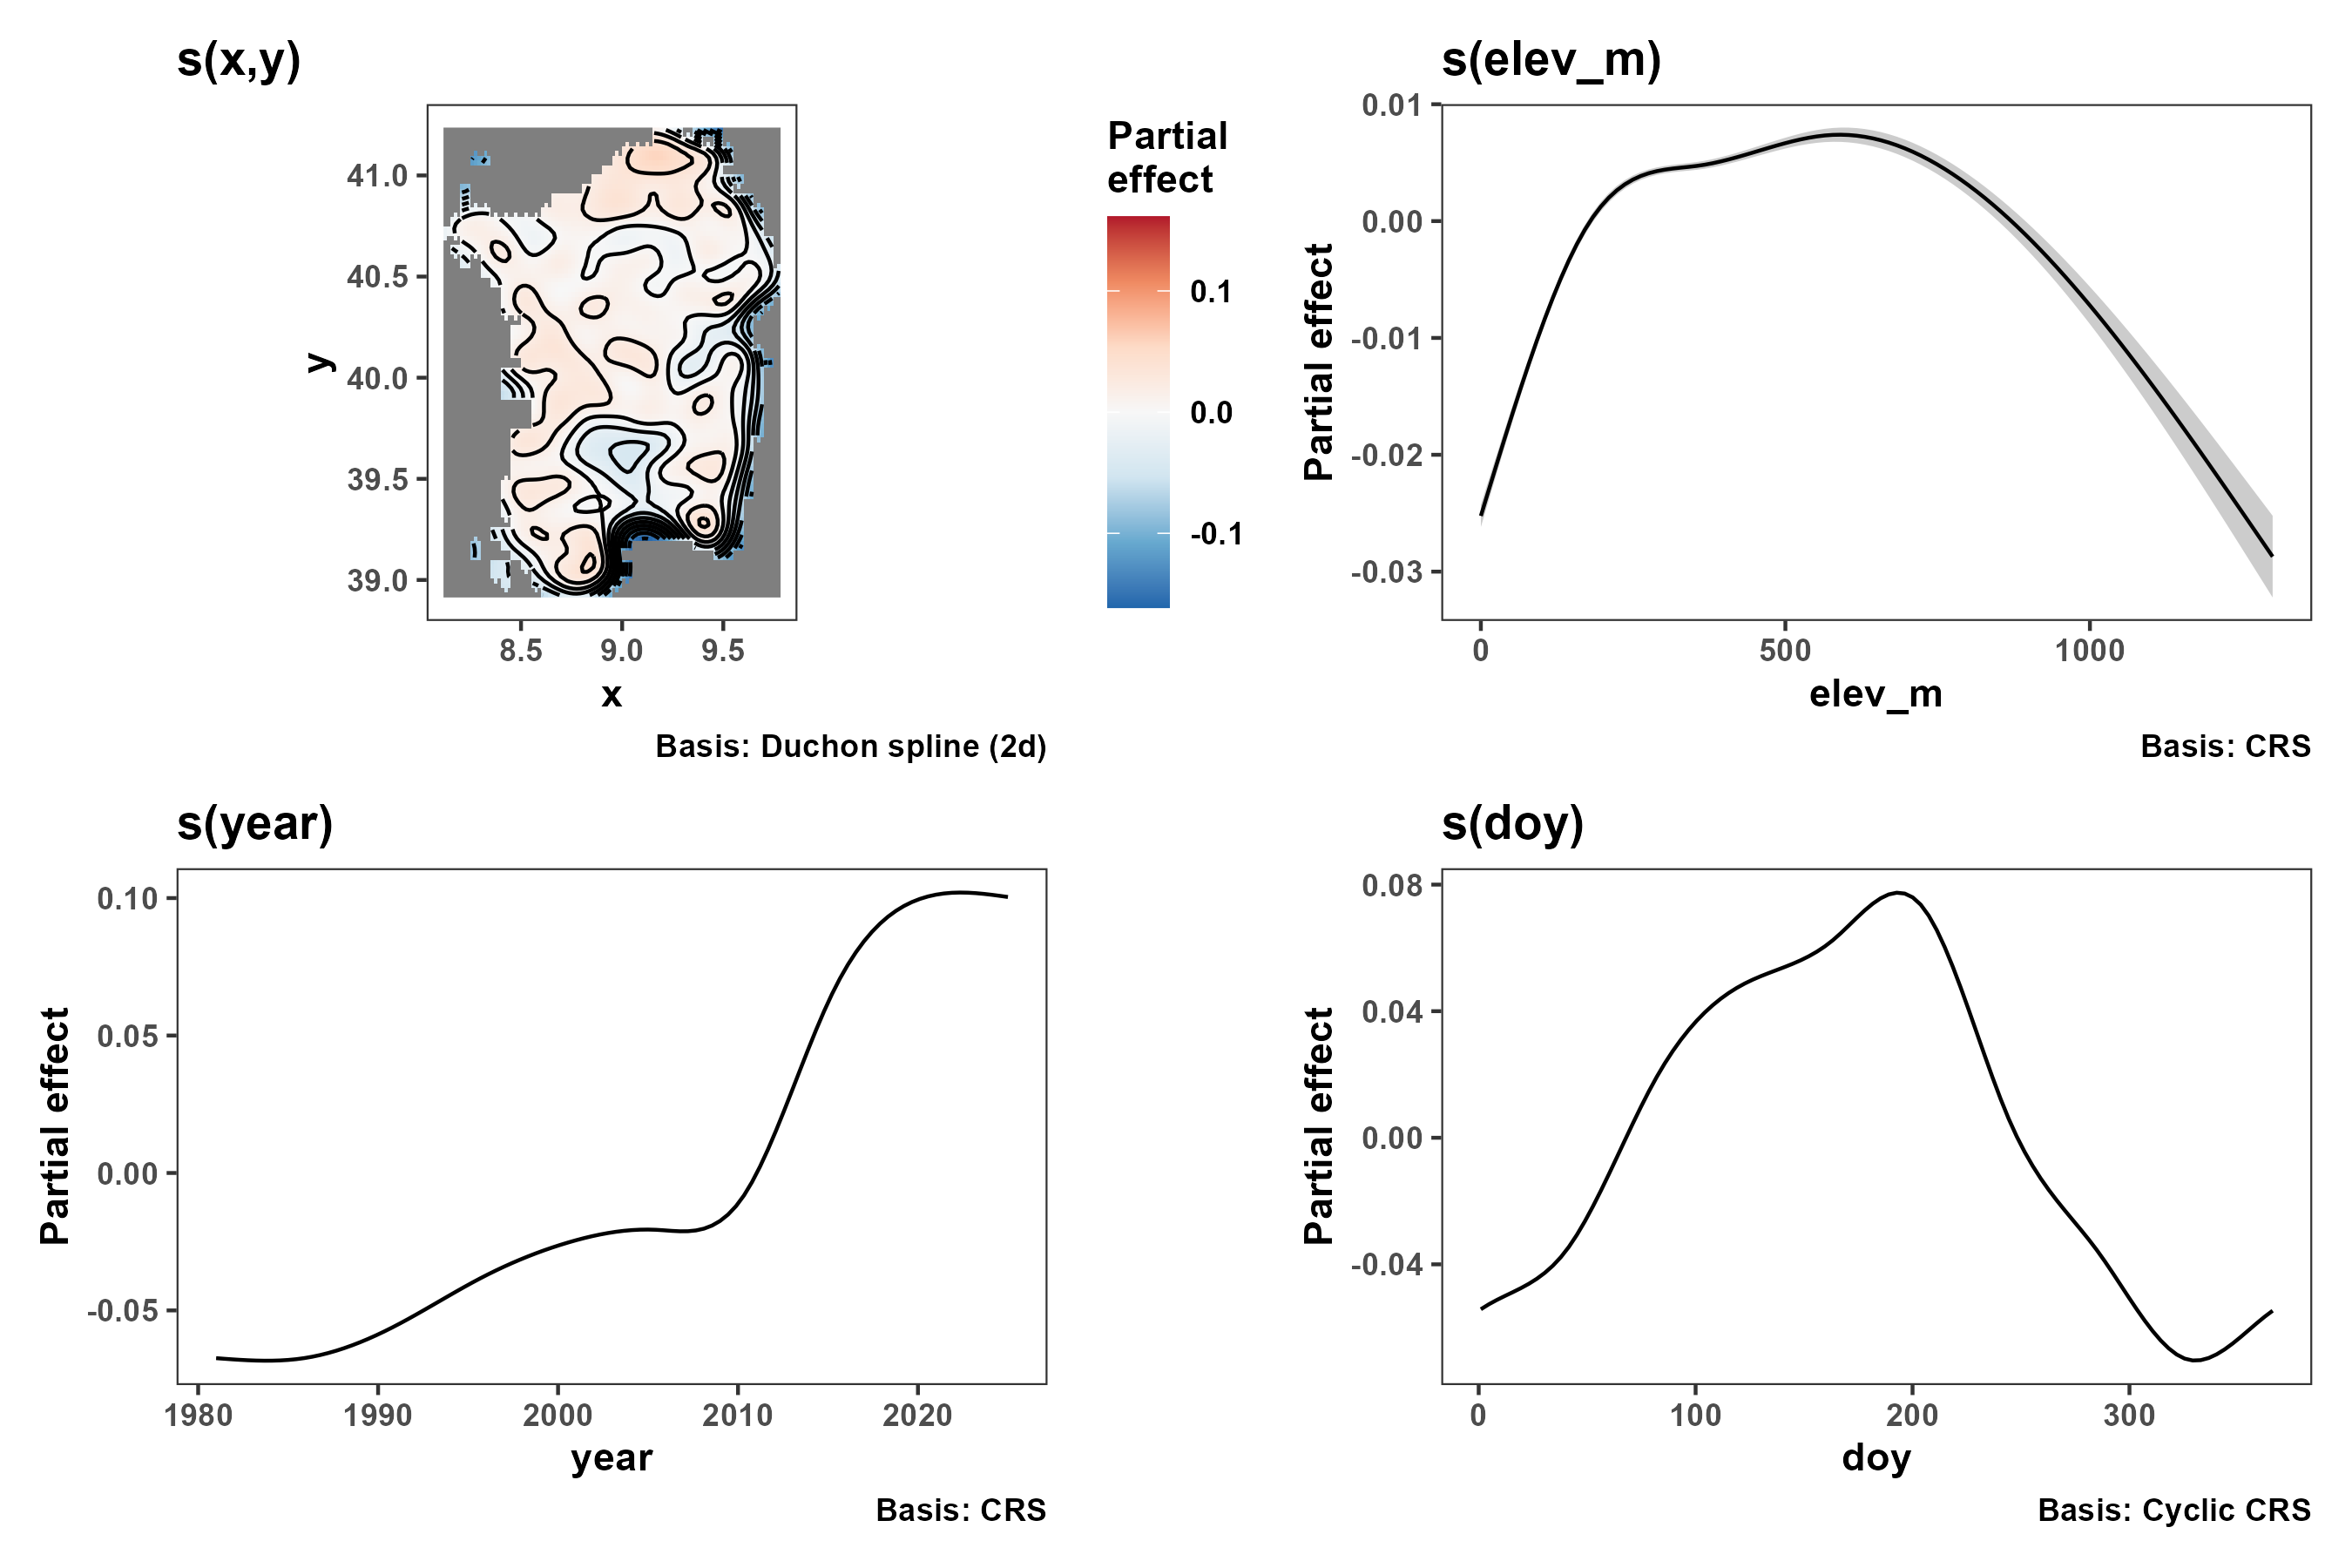 s(x,y)
41.0
40.5
40.0
39.5
39.0
y
8.5 9.0 9.5
x
Basis: Duchon spline (2d)
Partial
effect
0.1
0.0
-0.1
s(elev_m)
0.01
0.00
-0.01
-0.02
-0.03
Partial effect
0 500 1000
elev_m
Basis: CRS
s(year)
0.10
0.05
0.00
-0.05
Partial effect
1980 1990 2000 2010 2020
year
Basis: CRS
s(doy)
0.08
0.04
0.00
-0.04
Partial effect
0 100 200 300
doy
Basis: Cyclic CRS